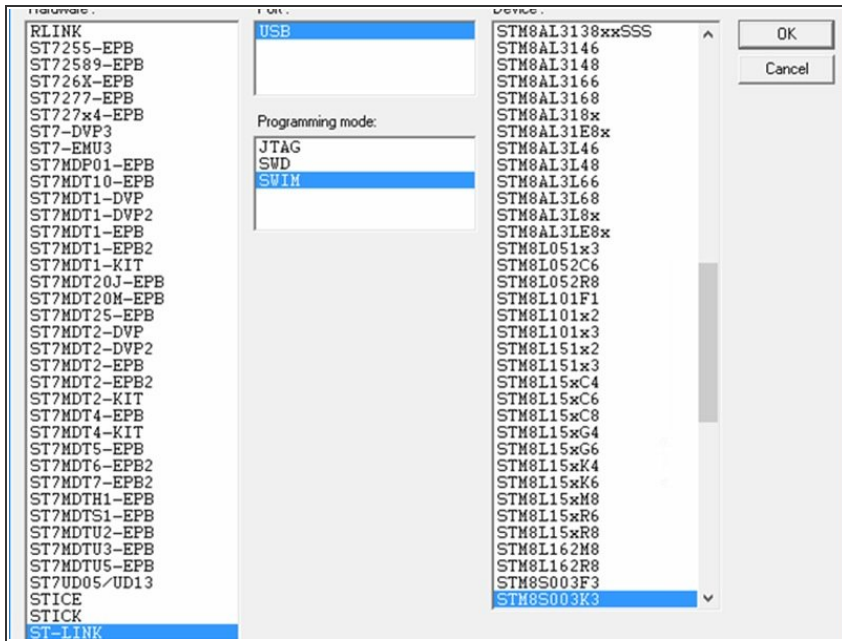 Hardware :
RLINK
ST7255-EPB
ST72589-EPB
ST726X-EPB
ST7277-EPB
ST727x4-EPB
ST7-DVP3
ST7-EMU3
ST7MDP01-EPB
ST7MDT10-EPB
ST7MDT1-DVP
ST7MDT1-DVP2
ST7MDT1-EPB
ST7MDT1-EPB2
ST7MDT1-KIT
ST7MDT20J-EPB
ST7MDT20M-EPB
ST7MDT25-EPB
ST7MDT2-DVP
ST7MDT2-DVP2
ST7MDT2-EPB
ST7MDT2-EPB2
ST7MDT2-KIT
ST7MDT4-EPB
ST7MDT4-KIT
ST7MDT5-EPB
ST7MDT6-EPB2
ST7MDT7-EPB2
ST7MDTH1-EPB
ST7MDTS1-EPB
ST7MDTU2-EPB
ST7MDTU3-EPB
ST7MDTU5-EPB
ST7UD05/UD13
STICE
STICK
ST-LINK
Port :
USB
Programming mode:
JTAG
SWD
SWIM
Device :
STM8AL3138xxSSS
STM8AL3146
STM8AL3148
STM8AL3166
STM8AL3168
STM8AL318x
STM8AL31E8x
STM8AL3L46
STM8AL3L48
STM8AL3L66
STM8AL3L68
STM8AL3L8x
STM8AL3LE8x
STM8L051x3
STM8L052C6
STM8L052R8
STM8L101F1
STM8L101x2
STM8L101x3
STM8L151x2
STM8L151x3
STM8L15xC4
STM8L15xC6
STM8L15xC8
STM8L15xG4
STM8L15xG6
STM8L15xK4
STM8L15xK6
STM8L15xM8
STM8L15xR6
STM8L15xR8
STM8L162M8
STM8L162R8
STM8S003F3
STM8S003K3
OK
Cancel